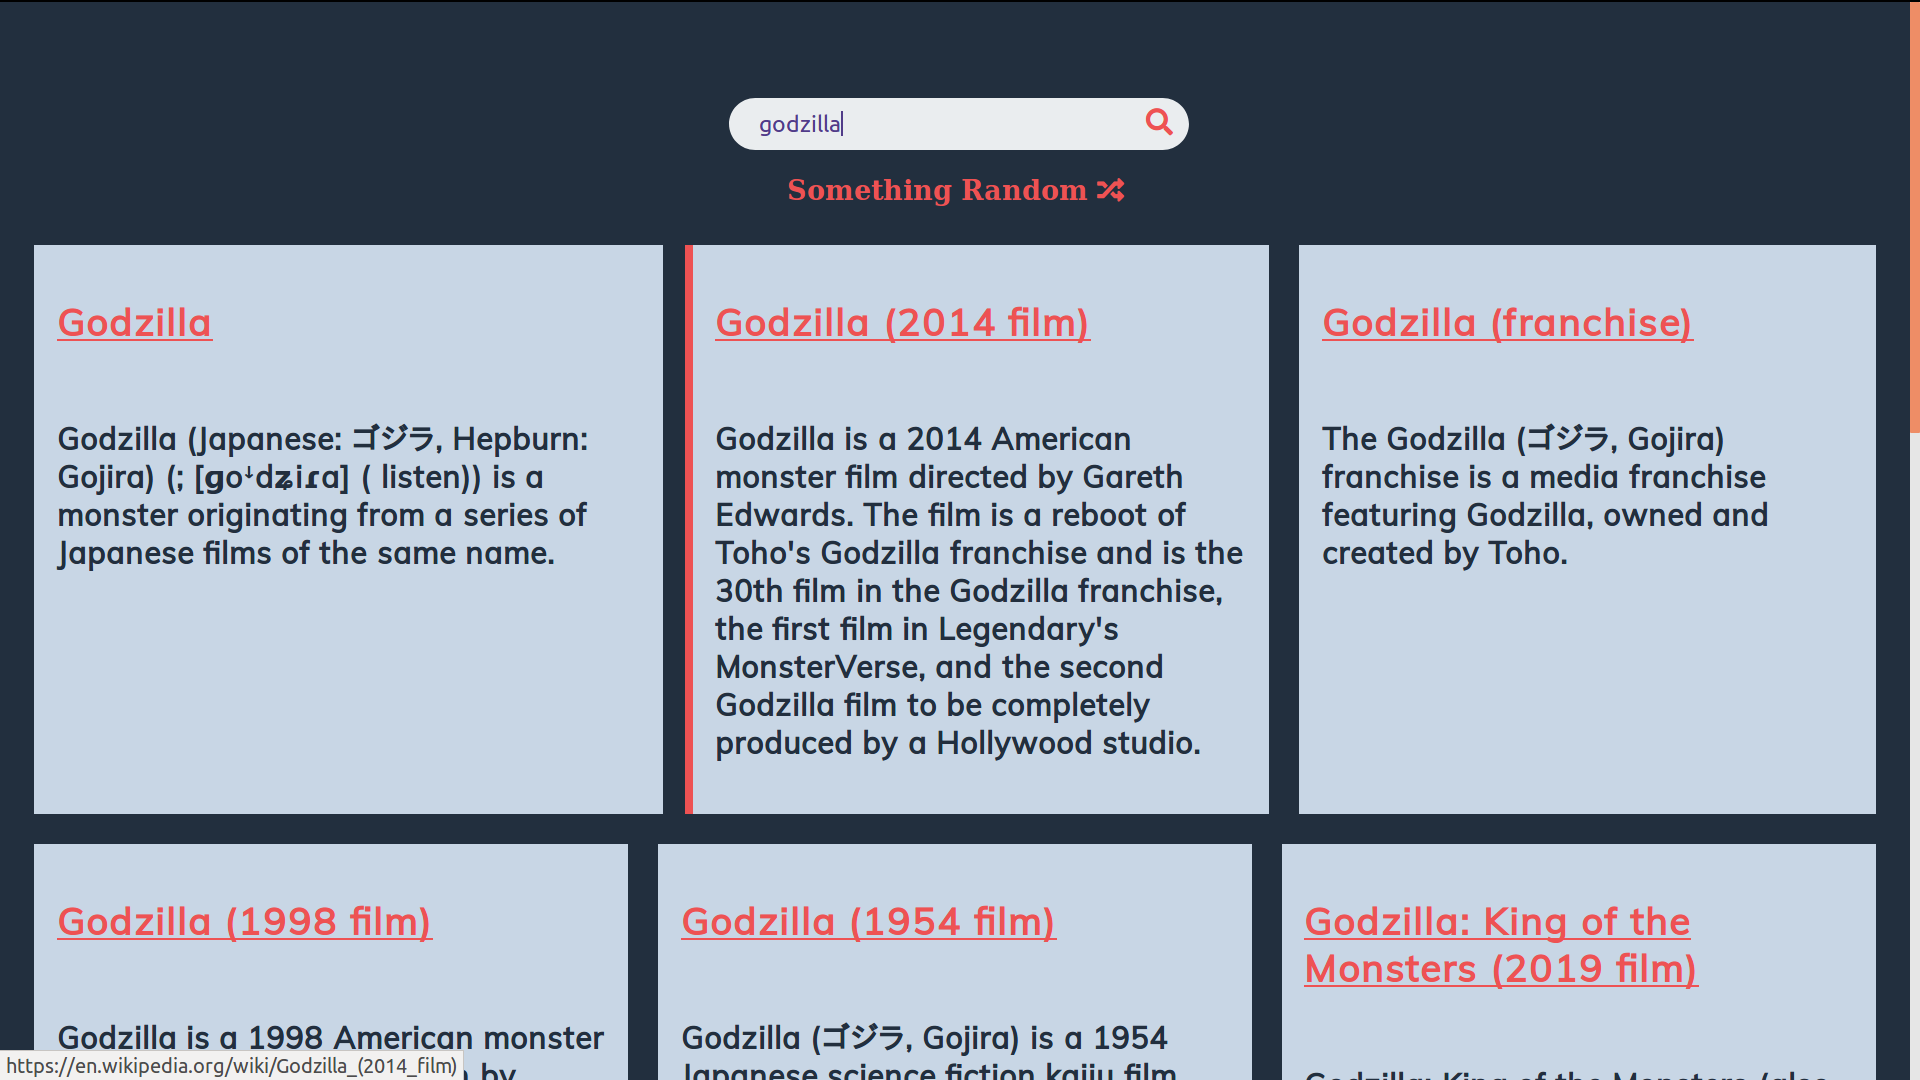 godzilla
Something Random
Godzilla
Godzilla (Japanese: ゴジラ, Hepburn:
Gojira) (; [ɡoꜜdʑiɾa] ( listen)) is a
monster originating from a series of
Japanese films of the same name.
Godzilla (2014 film)
Godzilla is a 2014 American
monster film directed by Gareth
Edwards. The film is a reboot of
Toho's Godzilla franchise and is the
30th film in the Godzilla franchise,
the first film in Legendary's
MonsterVerse, and the second
Godzilla film to be completely
produced by a Hollywood studio.
Godzilla (franchise)
The Godzilla (ゴジラ, Gojira)
franchise is a media franchise
featuring Godzilla, owned and
created by Toho.
Godzilla (1998 film)
Godzilla is a 1998 American monster
by
Godzilla (1954 film)
Godzilla (ゴジラ, Gojira) is a 1954
Japanese science fiction kaiju film
Godzilla: King of the
Monsters (2019 film)
Godzilla: King of the Monsters (also
https://en.wikipedia.org/wiki/Godzilla_(2014_film)